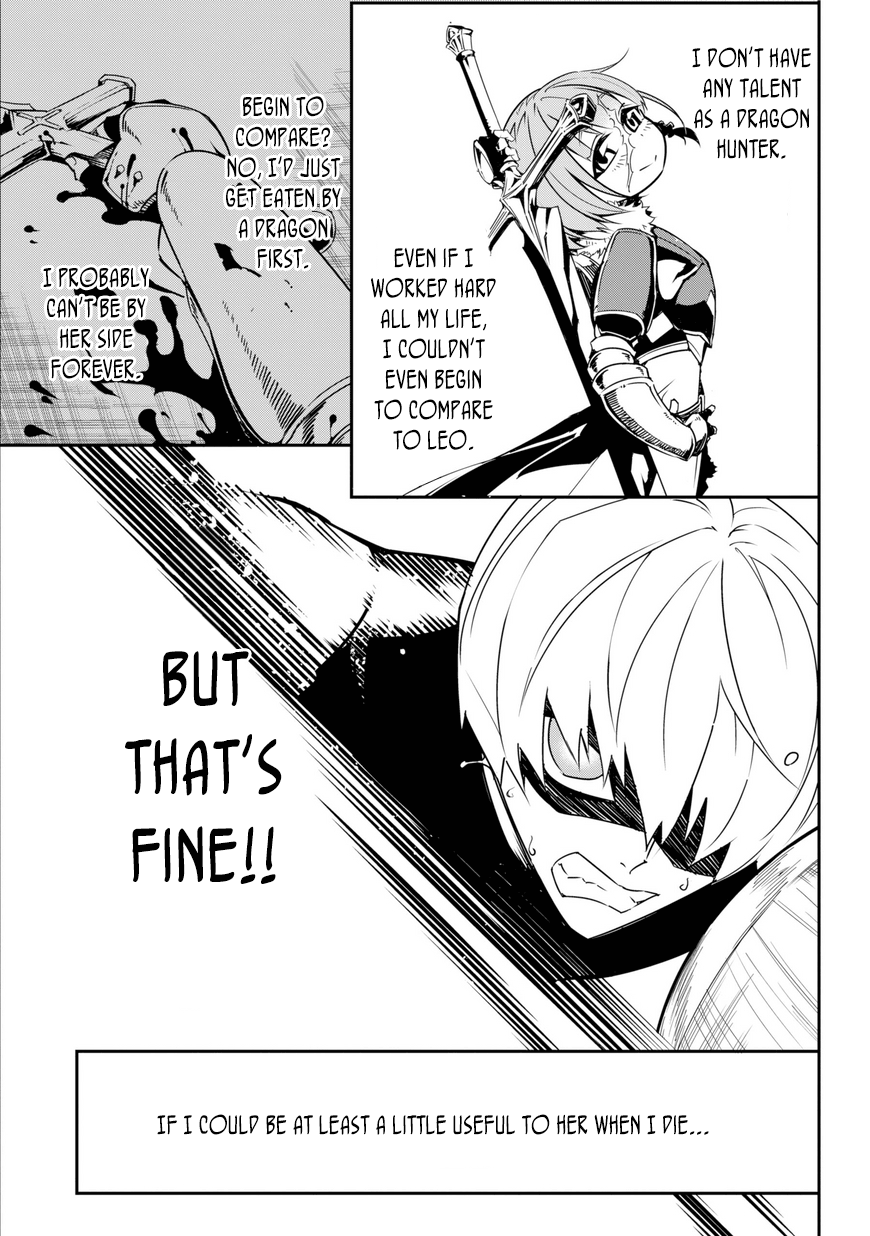 I DON'T HAVE
ANY TALENT
AS A DRAGON
HUNTER.
EVEN IF I
WORKED HARD
ALL MY LIFE,
I COULDN'T
EVEN BEGIN
TO COMPARE
TO LEO.
BEGIN TO
COMPARE?
NO, I'D JUST
GET EATEN BY
A DRAGON
FIRST.
I PROBABLY
CAN'T BE BY
HER SIDE
FOREVER.
BUT
THAT'S
FINE!!
IF I COULD BE AT LEAST A LITTLE USEFUL TO HER WHEN I DIE...